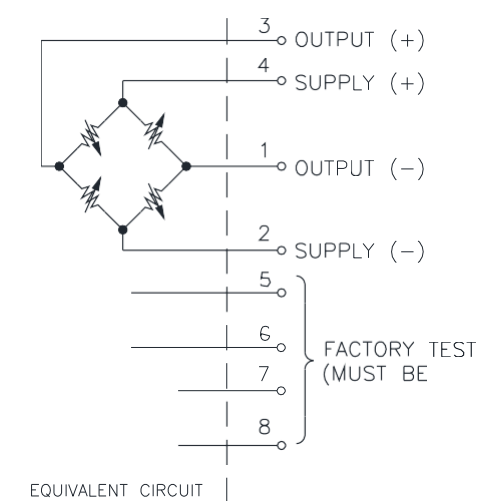 3 OUTPUT (+)
4 SUPPLY (+)
1 OUTPUT (−)
2 SUPPLY (−)
5
6
FACTORY TEST
(MUST BE
7
8
EQUIVALENT CIRCUIT